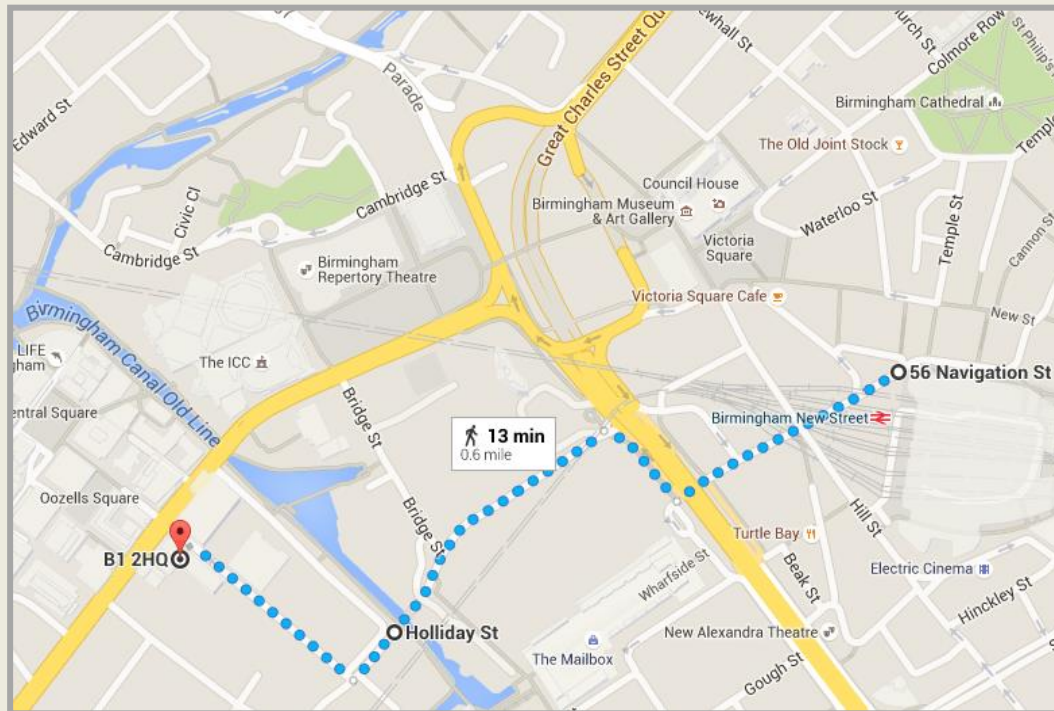 ewhall St
urch St
Colmore Row
St Philip's
Parade
Great Charles Street Qu
Edward St
Birmingham Cathedral
The Old Joint Stock
Temple
Civic Cl
Cambridge St
Council House
Birmingham Museum
& Art Gallery
Waterloo St
Temple St
Cannon St
Cambridge St
Birmingham
Repertory Theatre
Victoria
Square
Victoria Square Cafe
New St
Birmingham Canal Old Line
LIFE
gham
The ICC
56 Navigation St
entral Square
Bridge St
13 min
0.6 mile
Birmingham New Street
Oozells Square
Bridge St
Hill St
B1 2HQ
Turtle Bay
Beak St
Electric Cinema
Wharfside St
Hinckley St
Holliday St
New Alexandra Theatre
The Mailbox
Gough St